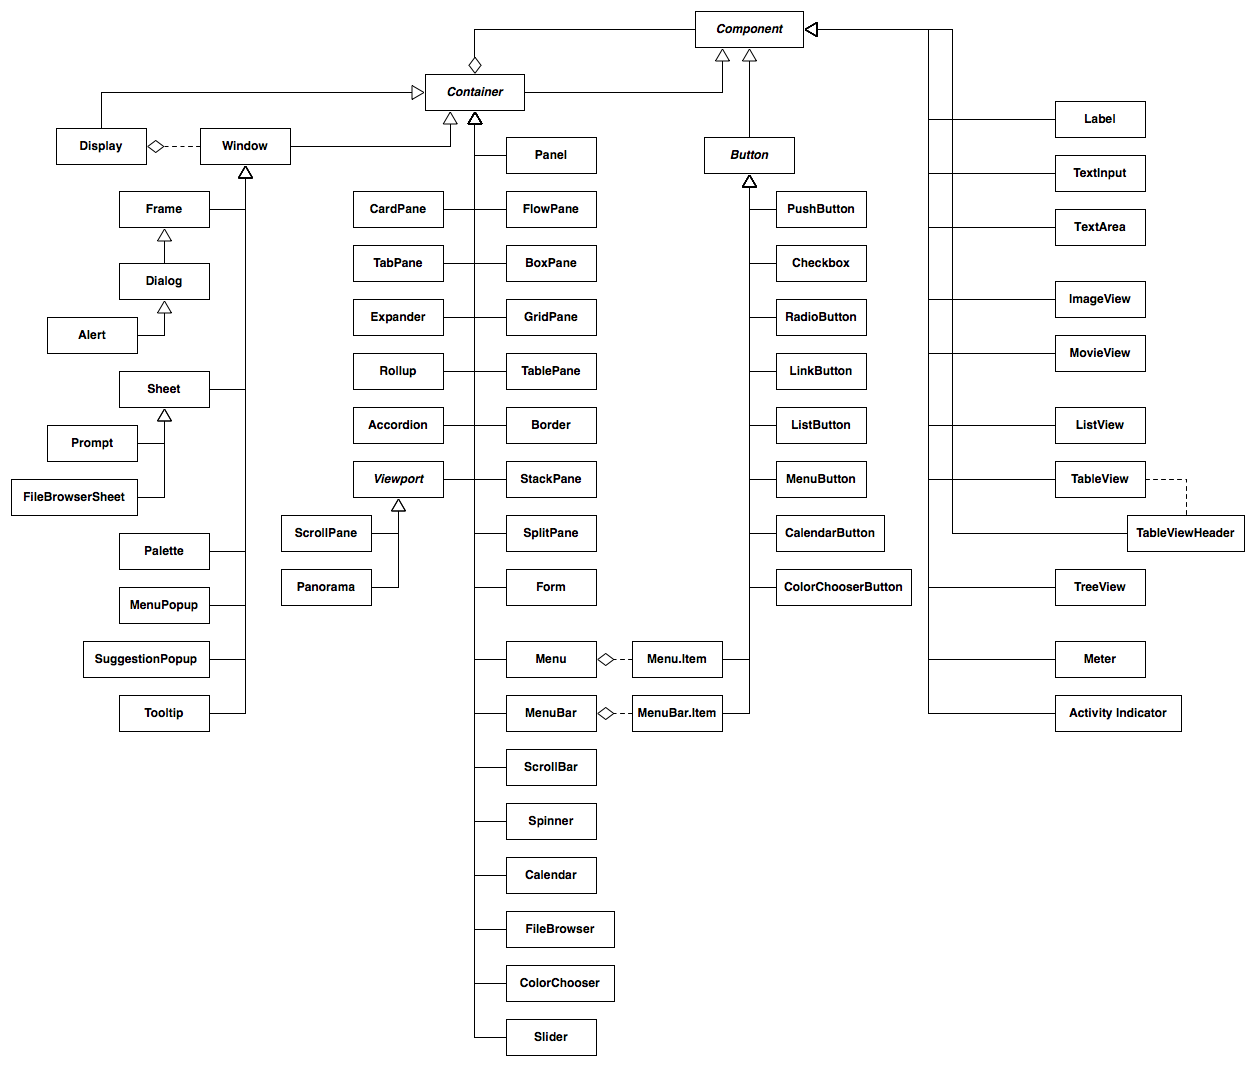 Component
Container
Label
Display
Window
Panel
Button
TextInput
Frame
CardPane
FlowPane
PushButton
TextArea
TabPane
BoxPane
Checkbox
Dialog
ImageView
Expander
GridPane
RadioButton
Alert
MovieView
Rollup
TablePane
LinkButton
Sheet
Accordion
Border
ListButton
ListView
Prompt
Viewport
StackPane
MenuButton
TableView
FileBrowserSheet
ScrollPane
SplitPane
CalendarButton
TableViewHeader
Palette
Panorama
Form
ColorChooserButton
TreeView
MenuPopup
SuggestionPopup
Menu
Menu.Item
Meter
Tooltip
MenuBar
MenuBar.Item
Activity Indicator
ScrollBar
Spinner
Calendar
FileBrowser
ColorChooser
Slider